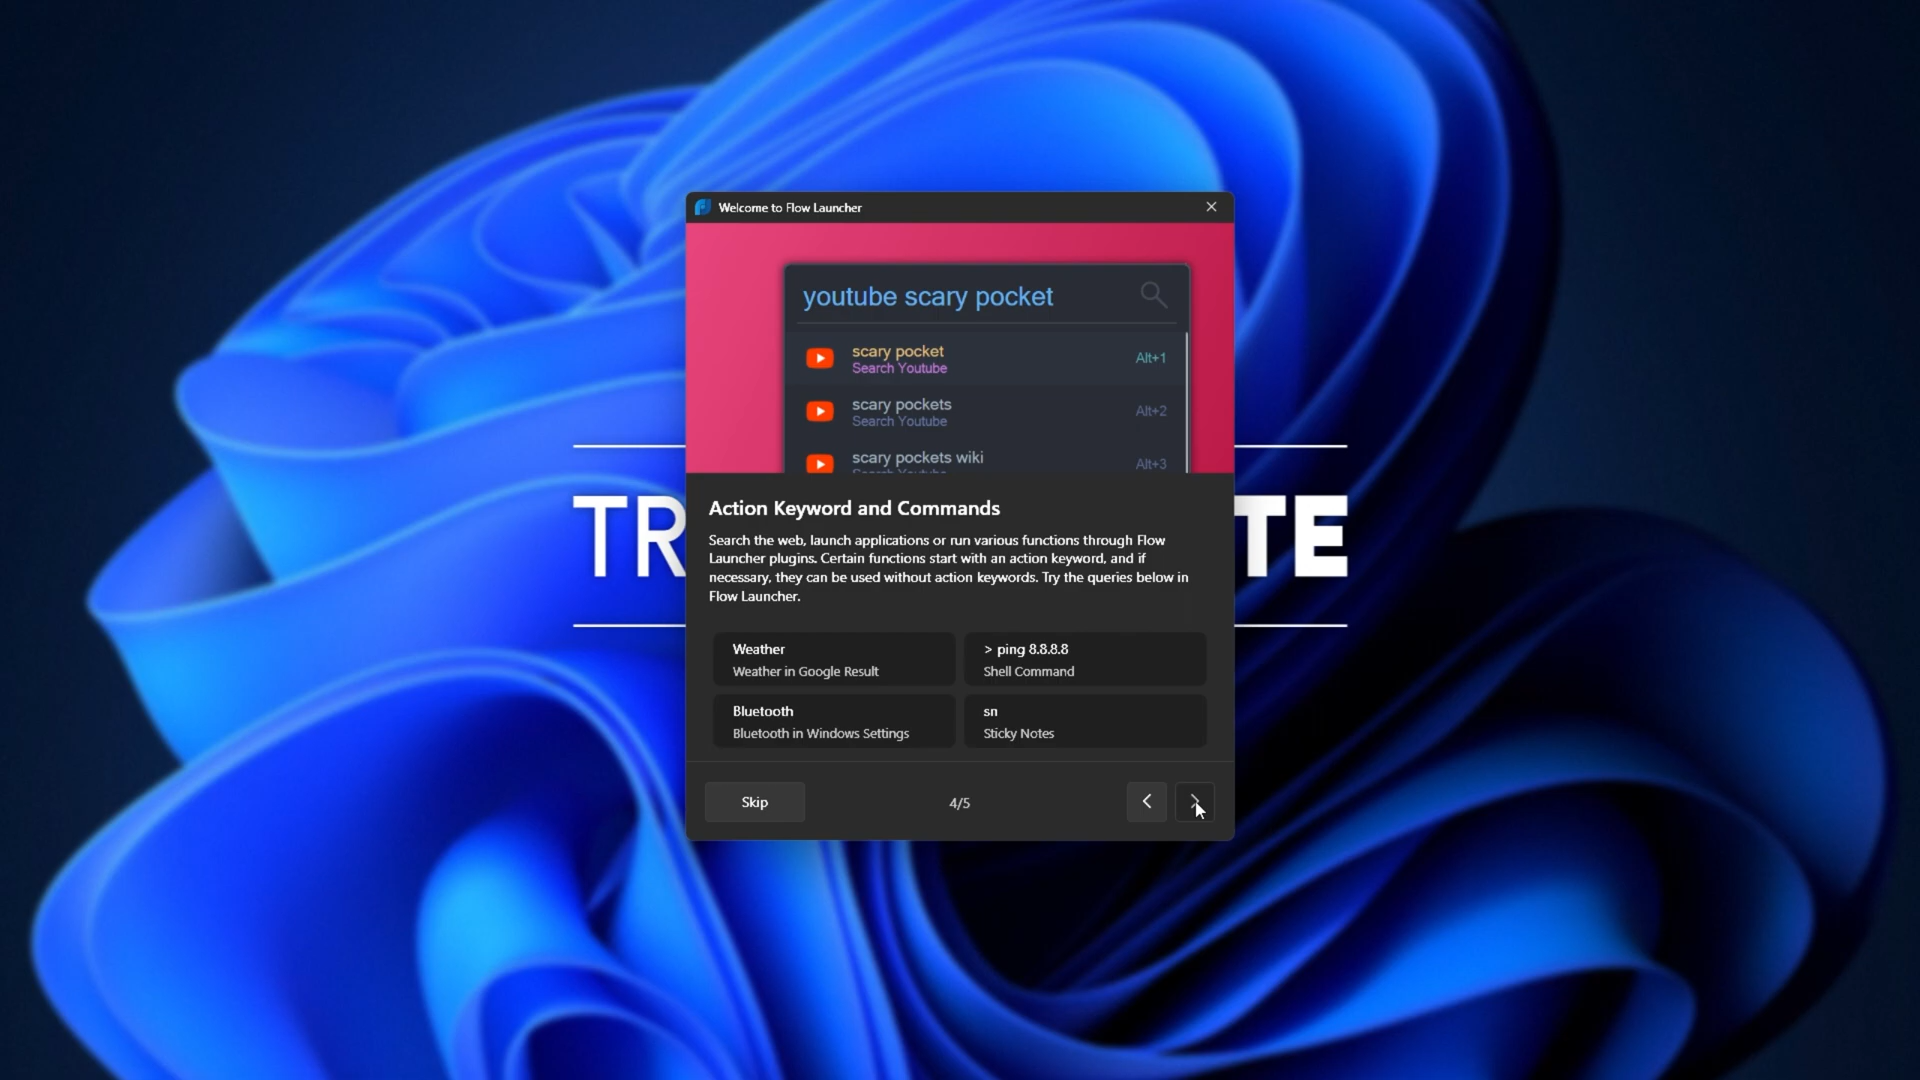 Welcome to Flow Launcher
youtube scary pocket
scary pocket
Search Youtube
Alt+1
scary pockets
Search Youtube
Alt+2
scary pockets wiki
Search Youtube
Alt+3
TR
TE
Action Keyword and Commands
Search the web, launch applications or run various functions through Flow
Launcher plugins. Certain functions start with an action keyword, and if
necessary, they can be used without action keywords. Try the queries below in
Flow Launcher.
Weather
Weather in Google Result
> ping 8.8.8.8
Shell Command
Bluetooth
Bluetooth in Windows Settings
sn
Sticky Notes
Skip
4/5